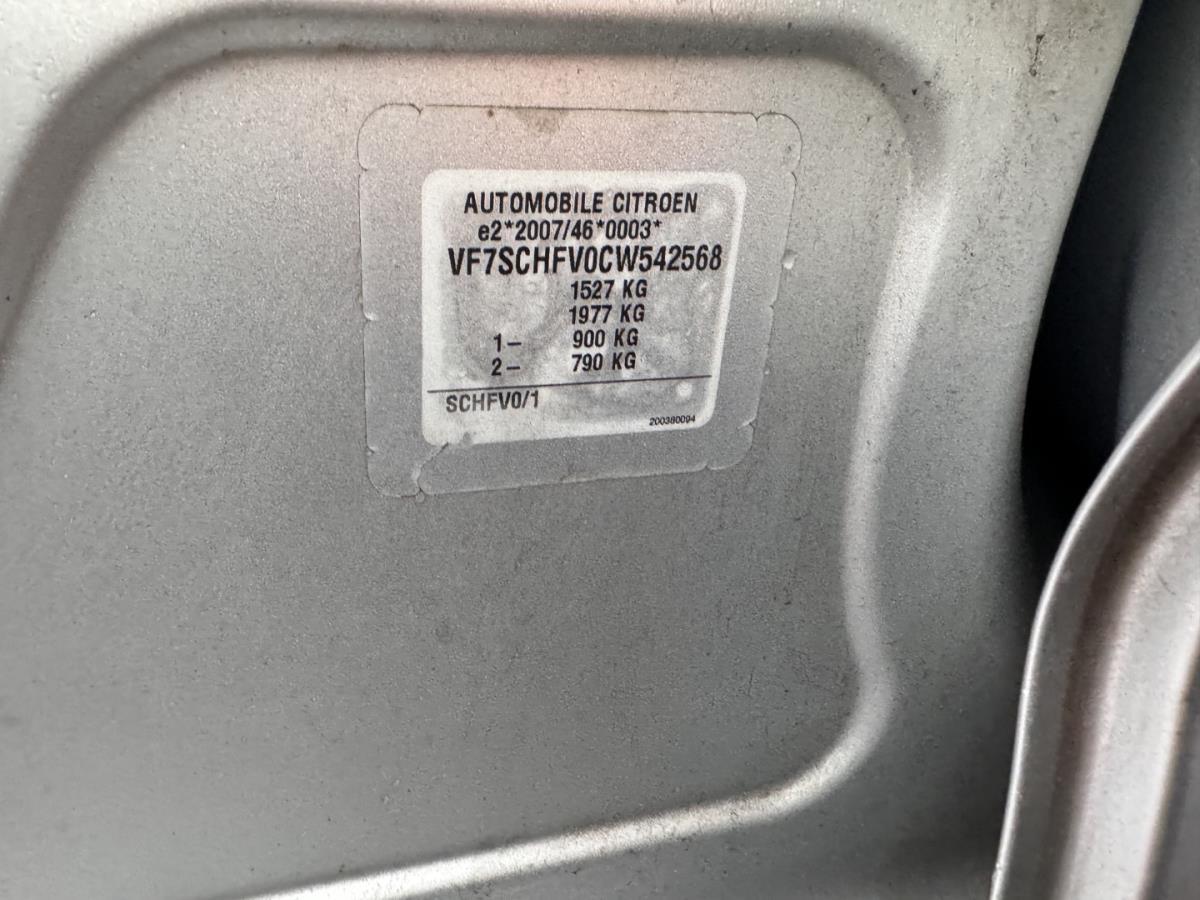 AUTOMOBILE CITROEN
e2*2007/46*0003*
VF7SCHFV0CW542568
1527 KG
1977 KG
1– 900 KG
2– 790 KG
SCHFV0/1
200380094